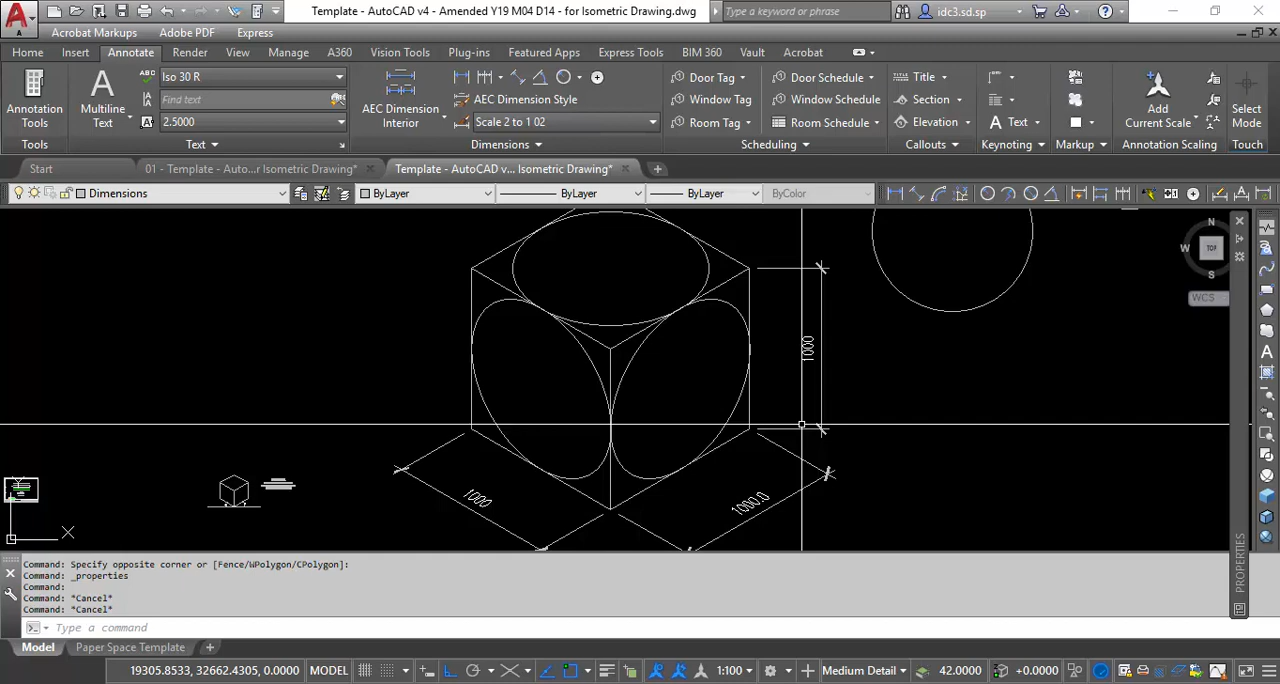 Template - AutoCAD v4 - Amended Y19 M04 D14 - for Isometric Drawing.dwg
Type a keyword or phrase
idc3.sd.sp
Acrobat Markups Adobe PDF Express
Home Insert Annotate Render View Manage A360 Vision Tools Plug-ins Featured Apps Express Tools BIM 360 Vault Acrobat
Annotation Tools
Multiline Text
Iso 30 R
Find text
2.5000
AEC Dimension Interior
AEC Dimension Style
Scale 2 to 1 02
Door Tag
Window Tag
Room Tag
Door Schedule
Window Schedule
Room Schedule
Title
Section
Elevation
Text
Add Current Scale
Select Mode
Tools Text Dimensions Scheduling Callouts Keynoting Markup Annotation Scaling Touch
Start 01 - Template - Auto...r Isometric Drawing* Template - AutoCAD v... Isometric Drawing*
Dimensions ByLayer ByLayer ByLayer ByColor
N
W TOP
S
WCS
1000
1000
1000.0
X
PROPERTIES
Command: Specify opposite corner or [Fence/WPolygon/CPolygon]:
Command: _properties
Command:
Command: *Cancel*
Command: *Cancel*
Type a command
Model Paper Space Template
19305.8533, 32662.4305, 0.0000 MODEL 1:100 Medium Detail 42.0000 +0.0000